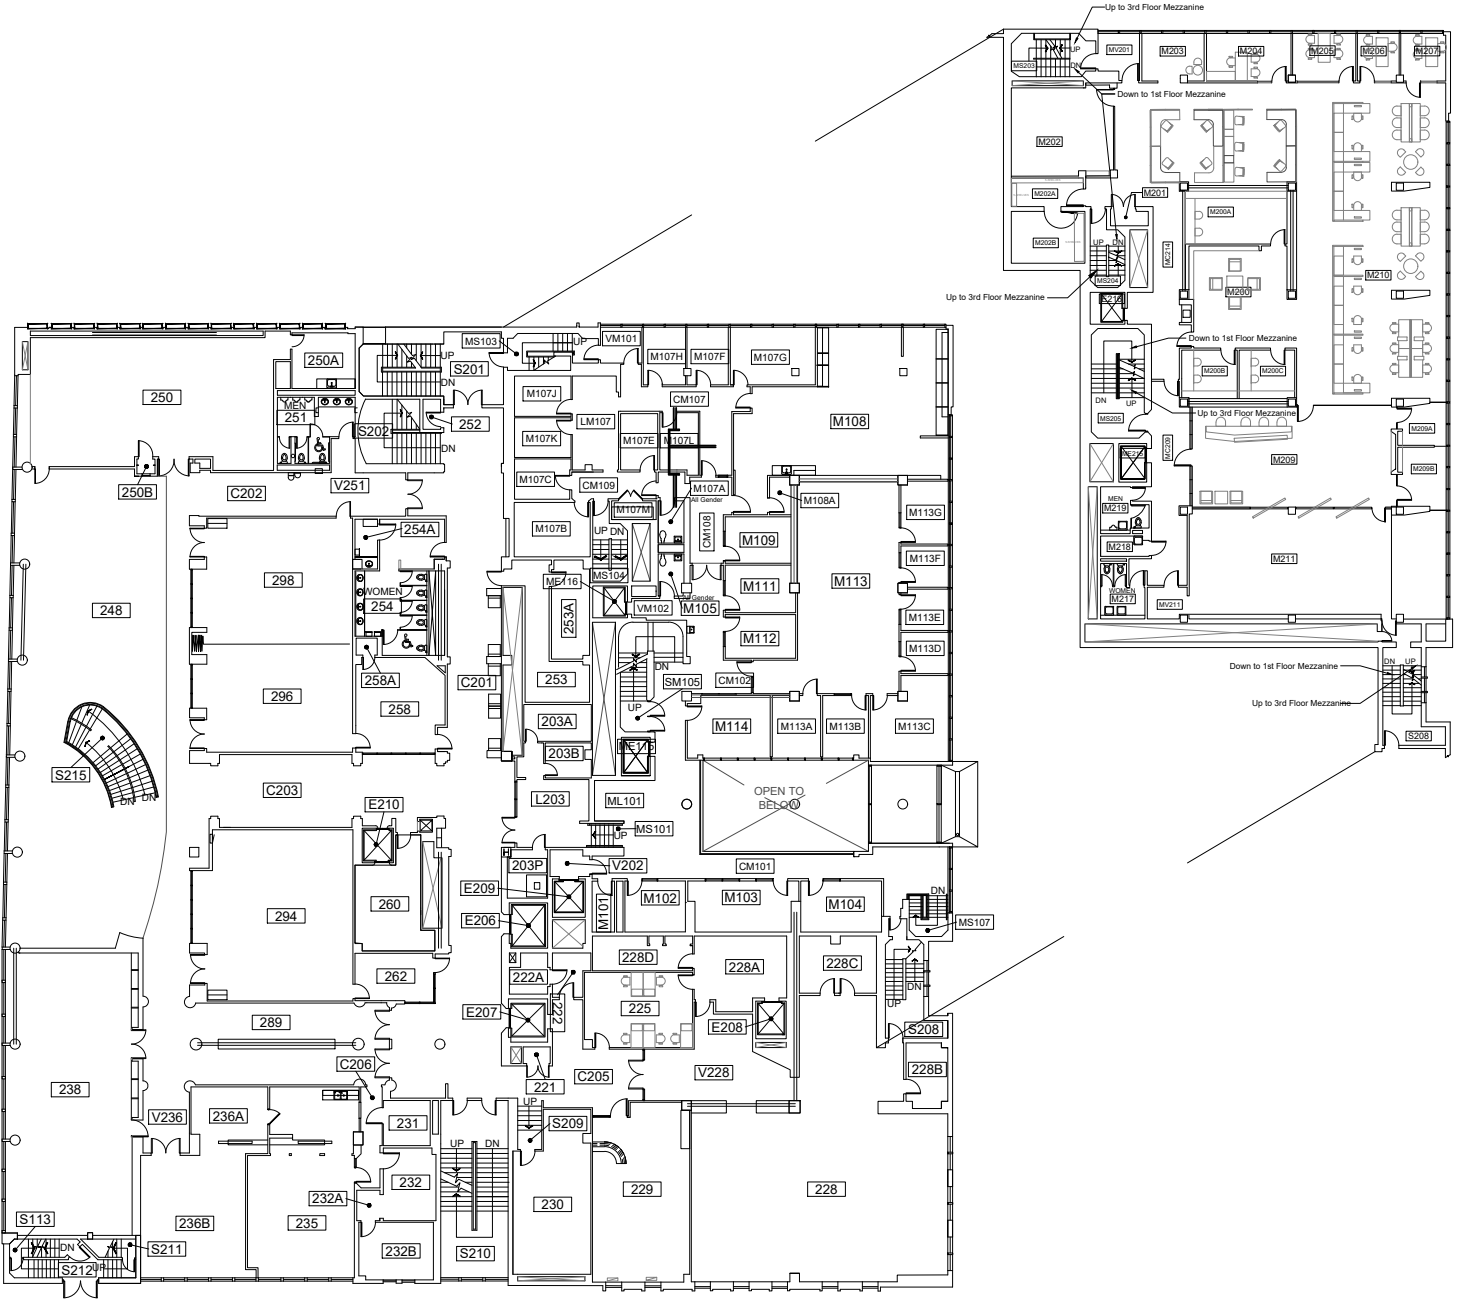 Up to 3rd Floor Mezzanine
UP
DN
MS203
MV201
M203
M204
M205
M206
M207
Down to 1st Floor Mezzanine
M202
M202A
M201
M200A
M202B
UP DN
MC214
MS204
M210
M200
Up to 3rd Floor Mezzanine
S216
Down to 1st Floor Mezzanine
M200B
M200C
DN
UP
MS205
Up to 3rd Floor Mezzanine
M209A
MC209
ME215
M209
M209B
MEN
M219
M218
M211
WOMEN
M217
MV211
Down to 1st Floor Mezzanine
DN UP
Up to 3rd Floor Mezzanine
S208
MS103
UP
VM101
250A
UP
S201
DN
M107H
M107F
M107G
250
M107J
CM107
MEN
251
S202
252
DN
LM107
M108
M107K
M107E
M107L
250B
C202
V251
M107C
CM109
M107A
All Gender
M108A
M107M
M113G
254A
M107B
UP DN
CM108
M109
M113F
298
MS104
ME116
M111
M113
WOMEN
254
248
253A
All Gender
M105
VM102
M113E
M112
M113D
DN
258A
C201
253
SM105
CM102
296
258
UP
203A
M114
M113A
M113B
M113C
203B
ME115
S215
DN DN
C203
E210
L203
ML101
OPEN TO
BELOW
MS101
UP
203P
V202
CM101
E209
M101
M102
M103
M104
DN
MS107
294
260
E206
228D
228A
228C
262
222A
DN
UP
225
222
E207
E208
S208
289
C206
221
C205
V228
228B
238
V236
236A
231
UP
S209
UP DN
232A
232
230
229
228
S113
236B
235
DN
S211
S212
UP
232B
S210